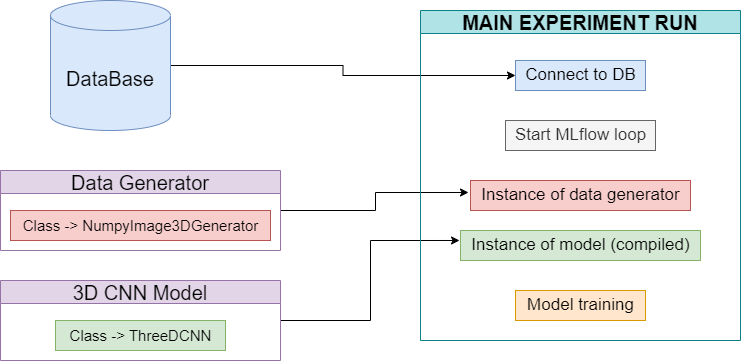 DataBase
Data Generator
Class -> NumpyImage3DGenerator
3D CNN Model
Class -> ThreeDCNN
MAIN EXPERIMENT RUN
Connect to DB
Start MLflow loop
Instance of data generator
Instance of model (compiled)
Model training